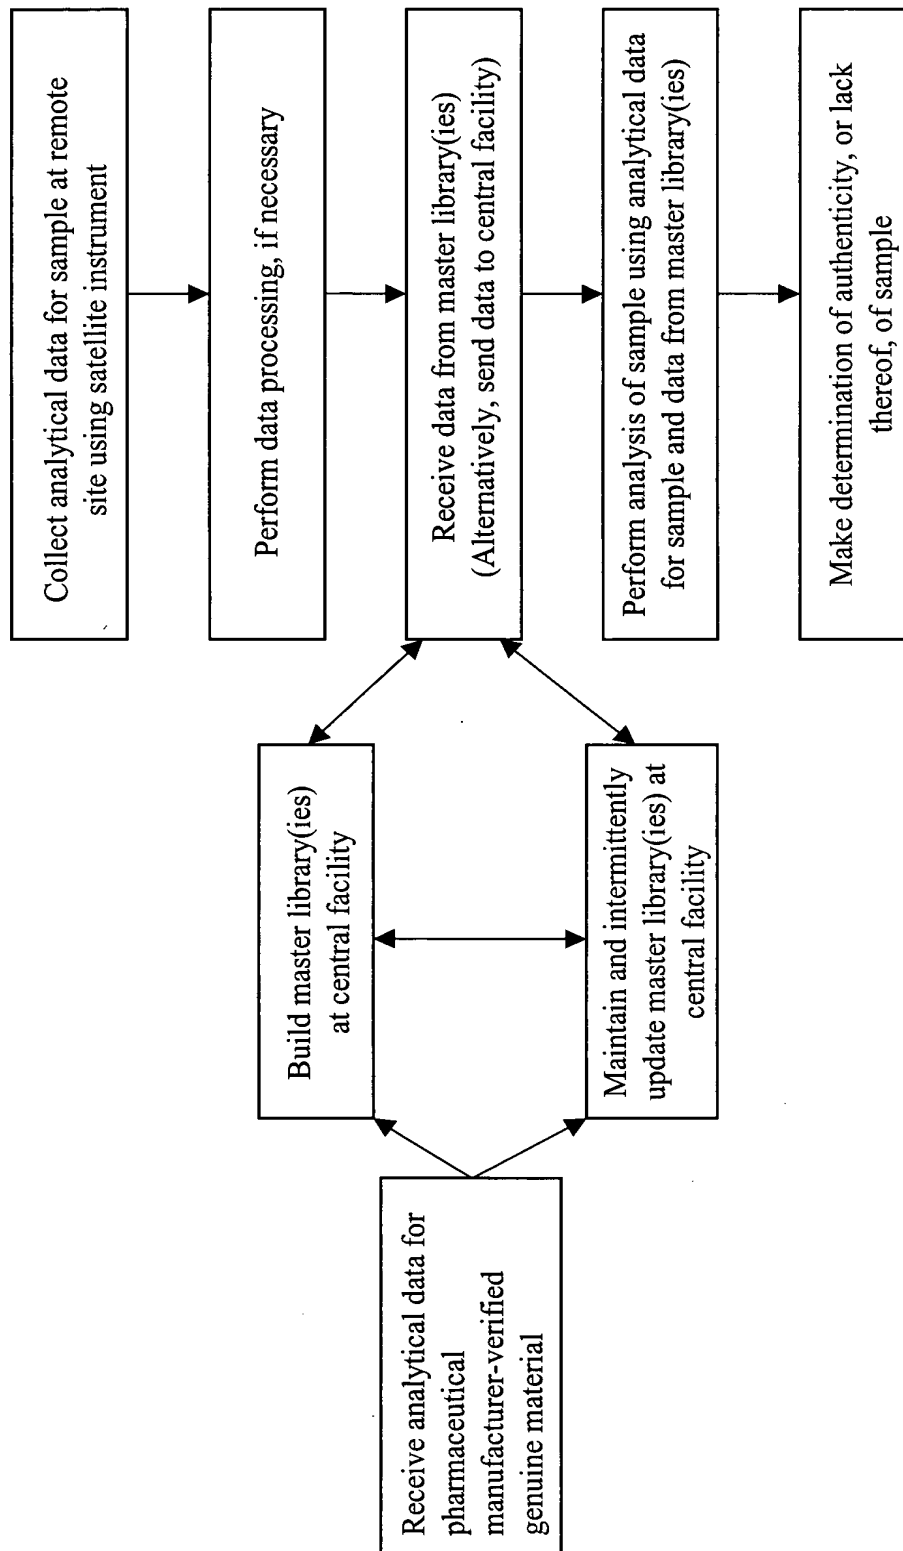 Collect analytical data for sample at remote
site using satellite instrument
Perform data processing, if necessary
Receive data from master library(ies)
(Alternatively, send data to central facility)
Perform analysis of sample using analytical data
for sample and data from master library(ies)
Make determination of authenticity, or lack
thereof, of sample
Build master library(ies)
at central facility
Maintain and intermittently
update master library(ies) at
central facility
Receive analytical data for
pharmaceutical
manufacturer-verified
genuine material